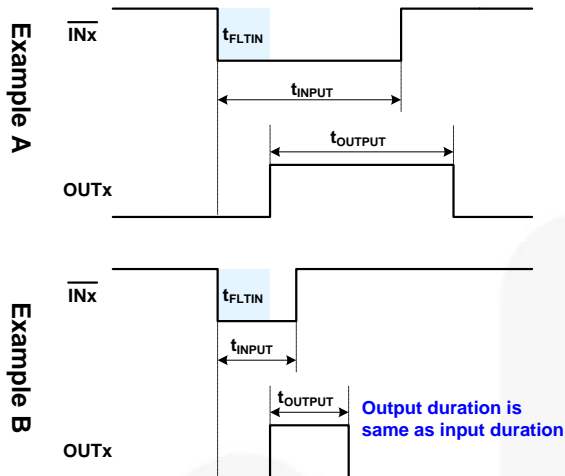 Example A
INx
tFLTIN
tINPUT
tOUTPUT
OUTx
Example B
INx
tFLTIN
tINPUT
tOUTPUT
Output duration is
same as input duration
OUTx